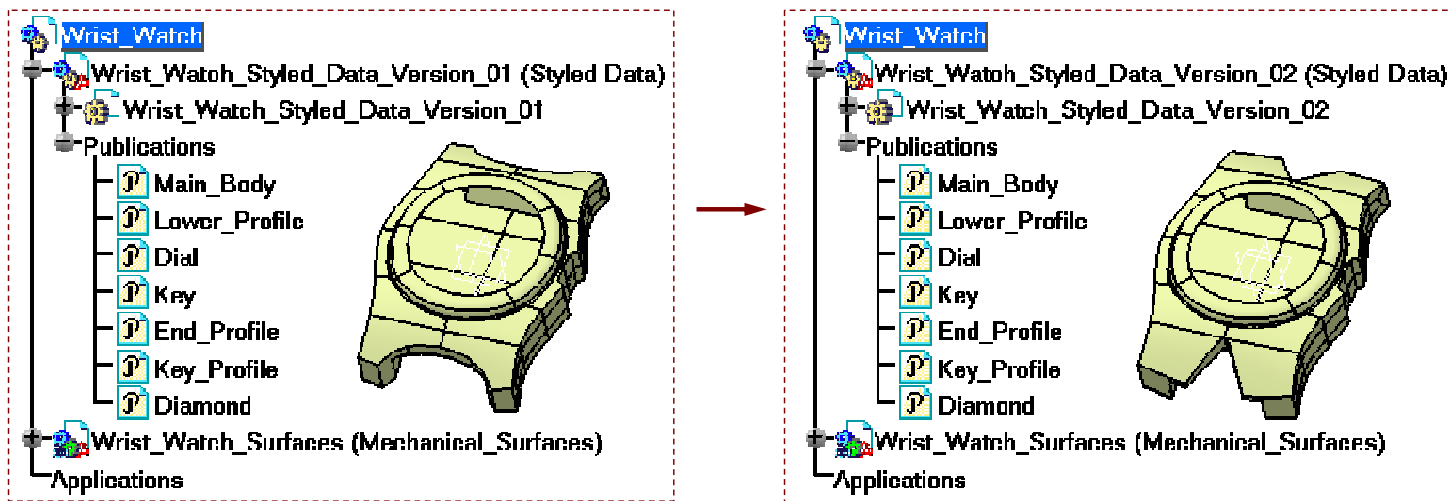 Wrist_Watch
Wrist_Watch_Styled_Data_Version_01 (Styled Data)
Wrist_Watch_Styled_Data_Version_01
Publications
Main_Body
Lower_Profile
Dial
Key
End_Profile
Key_Profile
Diamond
Wrist_Watch_Surfaces (Mechanical_Surfaces)
Applications
Wrist_Watch
Wrist_Watch_Styled_Data_Version_02 (Styled Data)
Wrist_Watch_Styled_Data_Version_02
Publications
Main_Body
Lower_Profile
Dial
Key
End_Profile
Key_Profile
Diamond
Wrist_Watch_Surfaces (Mechanical_Surfaces)
Applications